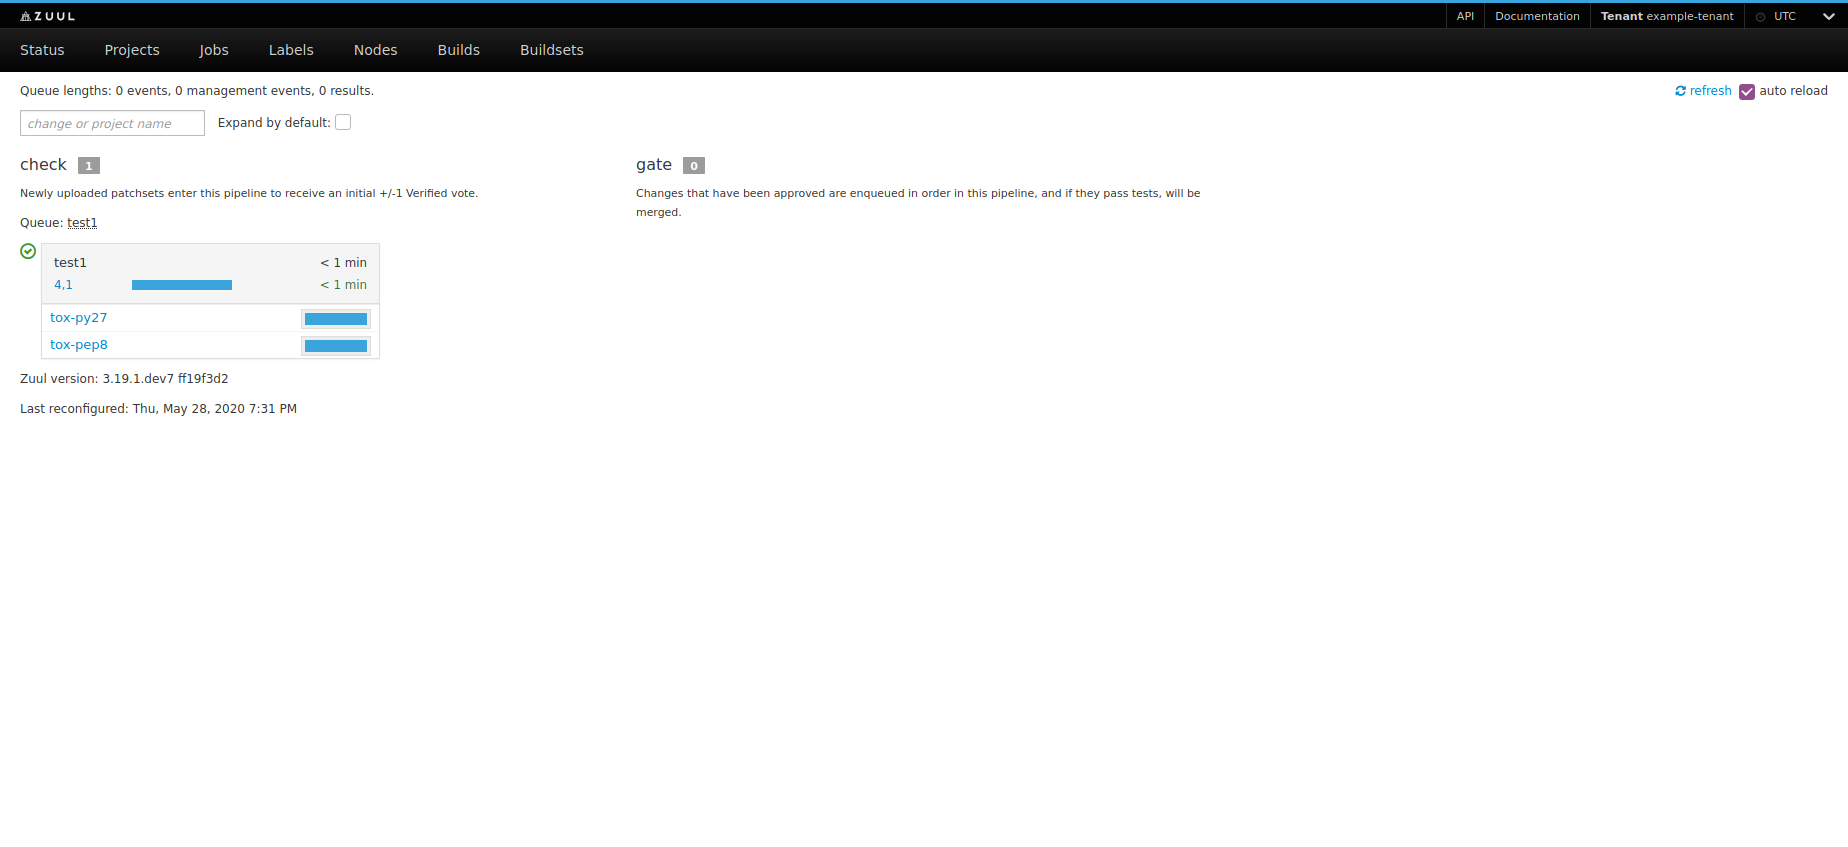 ZUUL
API Documentation Tenant example-tenant UTC
Status Projects Jobs Labels Nodes Builds Buildsets
Queue lengths: 0 events, 0 management events, 0 results.
refresh auto reload
change or project name Expand by default:
check 1
Newly uploaded patchsets enter this pipeline to receive an initial +/-1 Verified vote.
Queue: test1
test1 < 1 min
4,1 < 1 min
tox-py27
tox-pep8
gate 0
Changes that have been approved are enqueued in order in this pipeline, and if they pass tests, will be
merged.
Zuul version: 3.19.1.dev7 ff19f3d2
Last reconfigured: Thu, May 28, 2020 7:31 PM